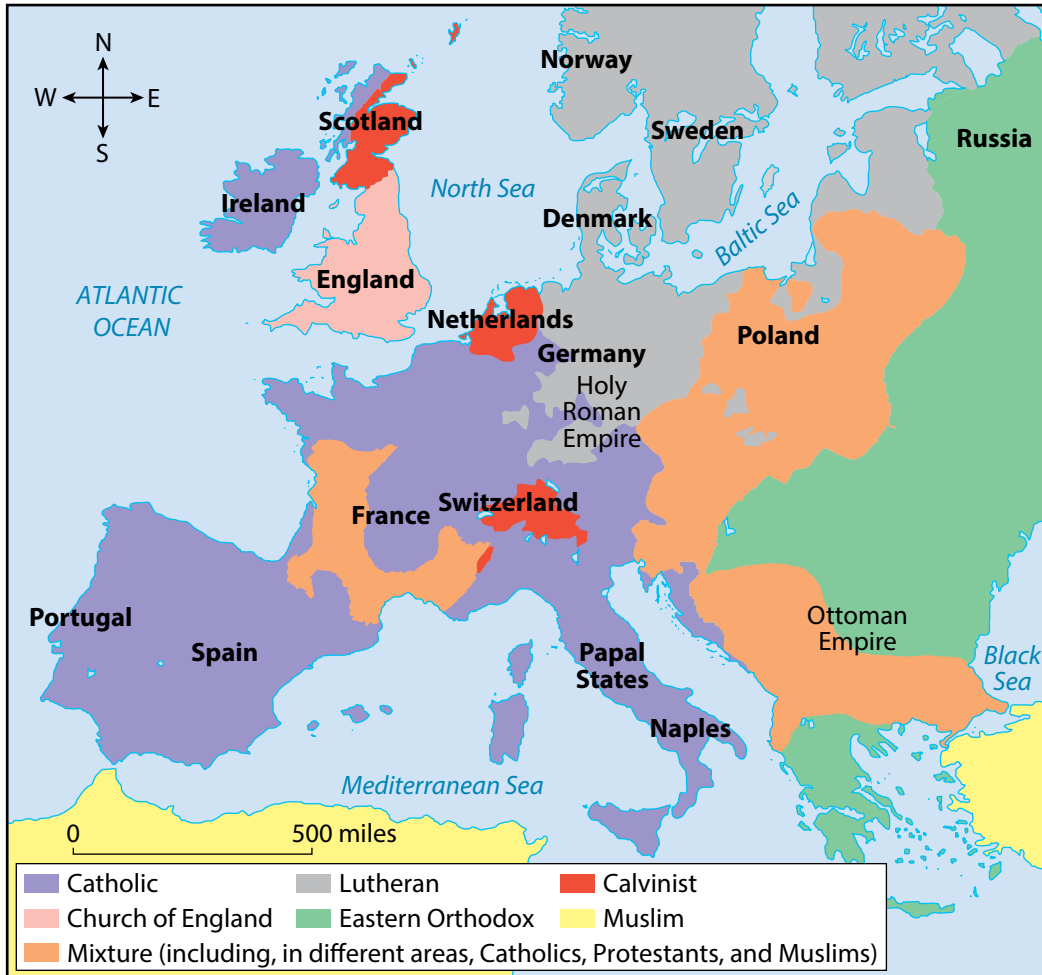 N
W E
S
Norway
Scotland
Sweden
Russia
North Sea
Ireland
Denmark
Baltic Sea
England
ATLANTIC
OCEAN
Netherlands
Poland
Germany
Holy
Roman
Empire
Switzerland
France
Portugal
Spain
Papal
States
Ottoman
Empire
Black
Sea
Naples
Mediterranean Sea
0 500 miles
Catholic Lutheran Calvinist
Church of England Eastern Orthodox Muslim
Mixture (including, in different areas, Catholics, Protestants, and Muslims)